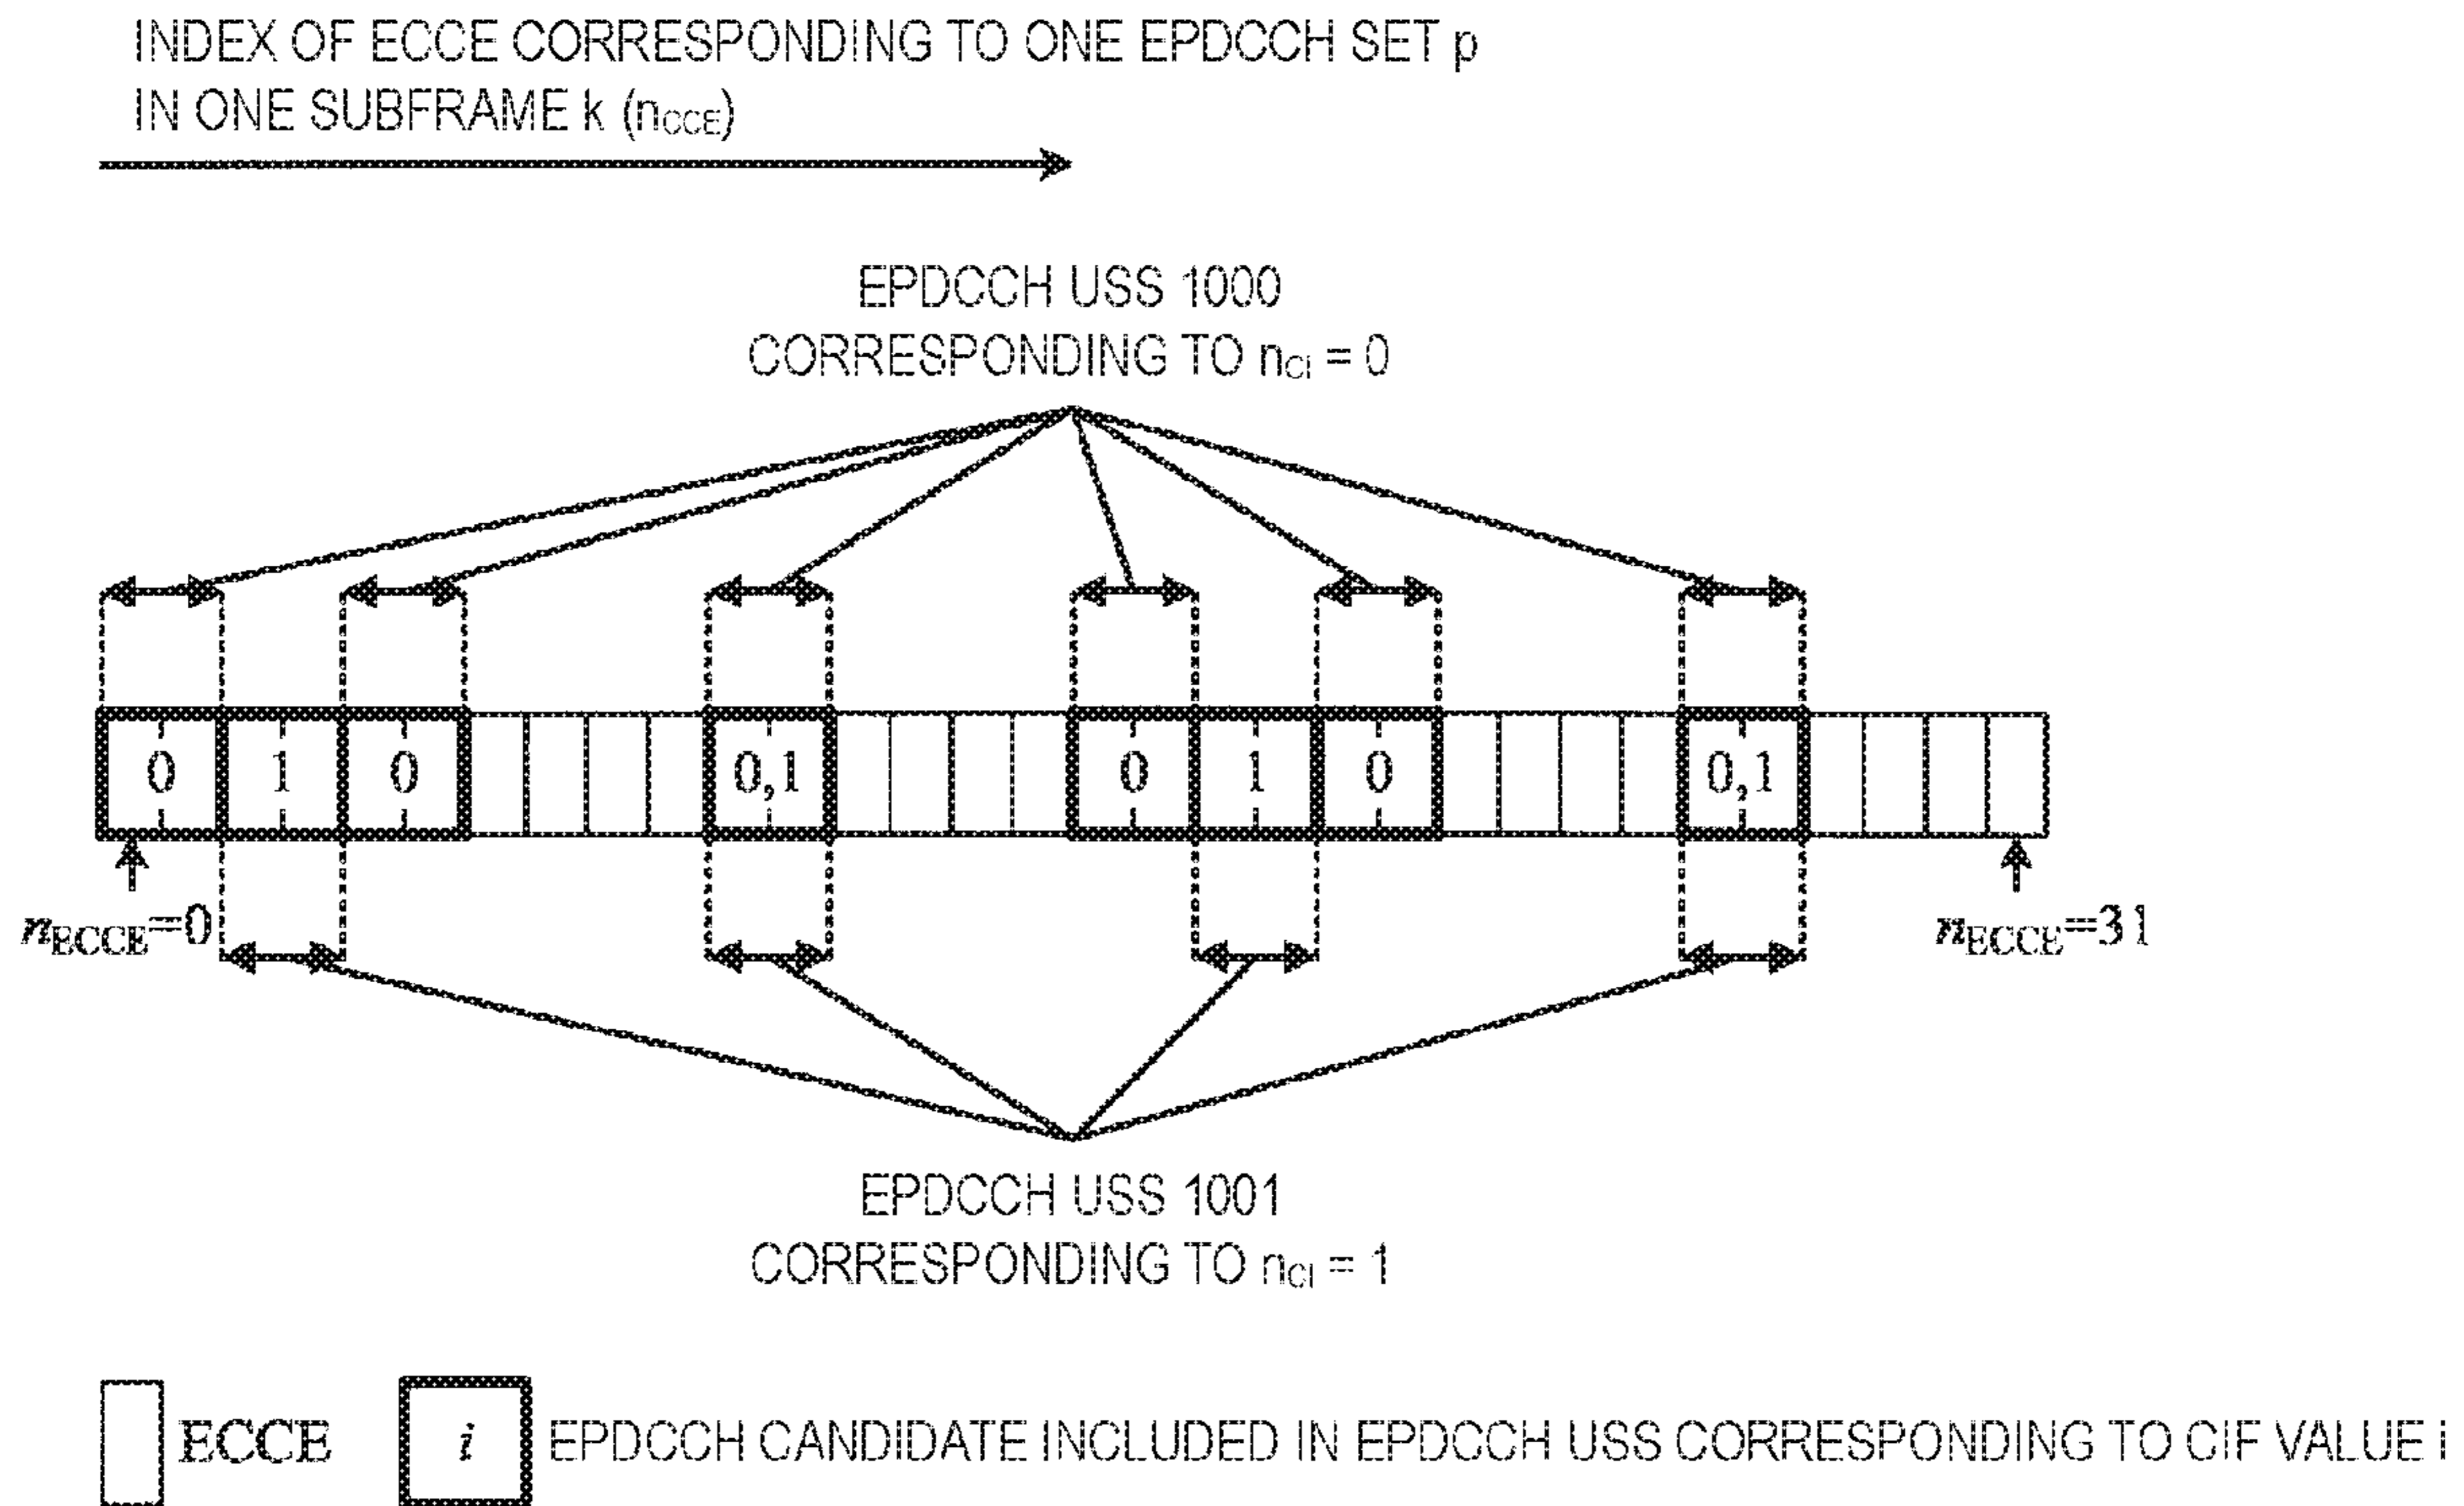 INDEX OF ECCE CORRESPONDING TO ONE EPDCCH SET p
IN ONE SUBFRAME k (nCCE)
EPDCCH USS 1000
CORRESPONDING TO nCI = 0
0 1 0 0,1 0 1 0 0,1
nECCE=0 nECCE=31
EPDCCH USS 1001
CORRESPONDING TO nCI = 1
ECCE i EPDCCH CANDIDATE INCLUDED IN EPDCCH USS CORRESPONDING TO CIF VALUE i